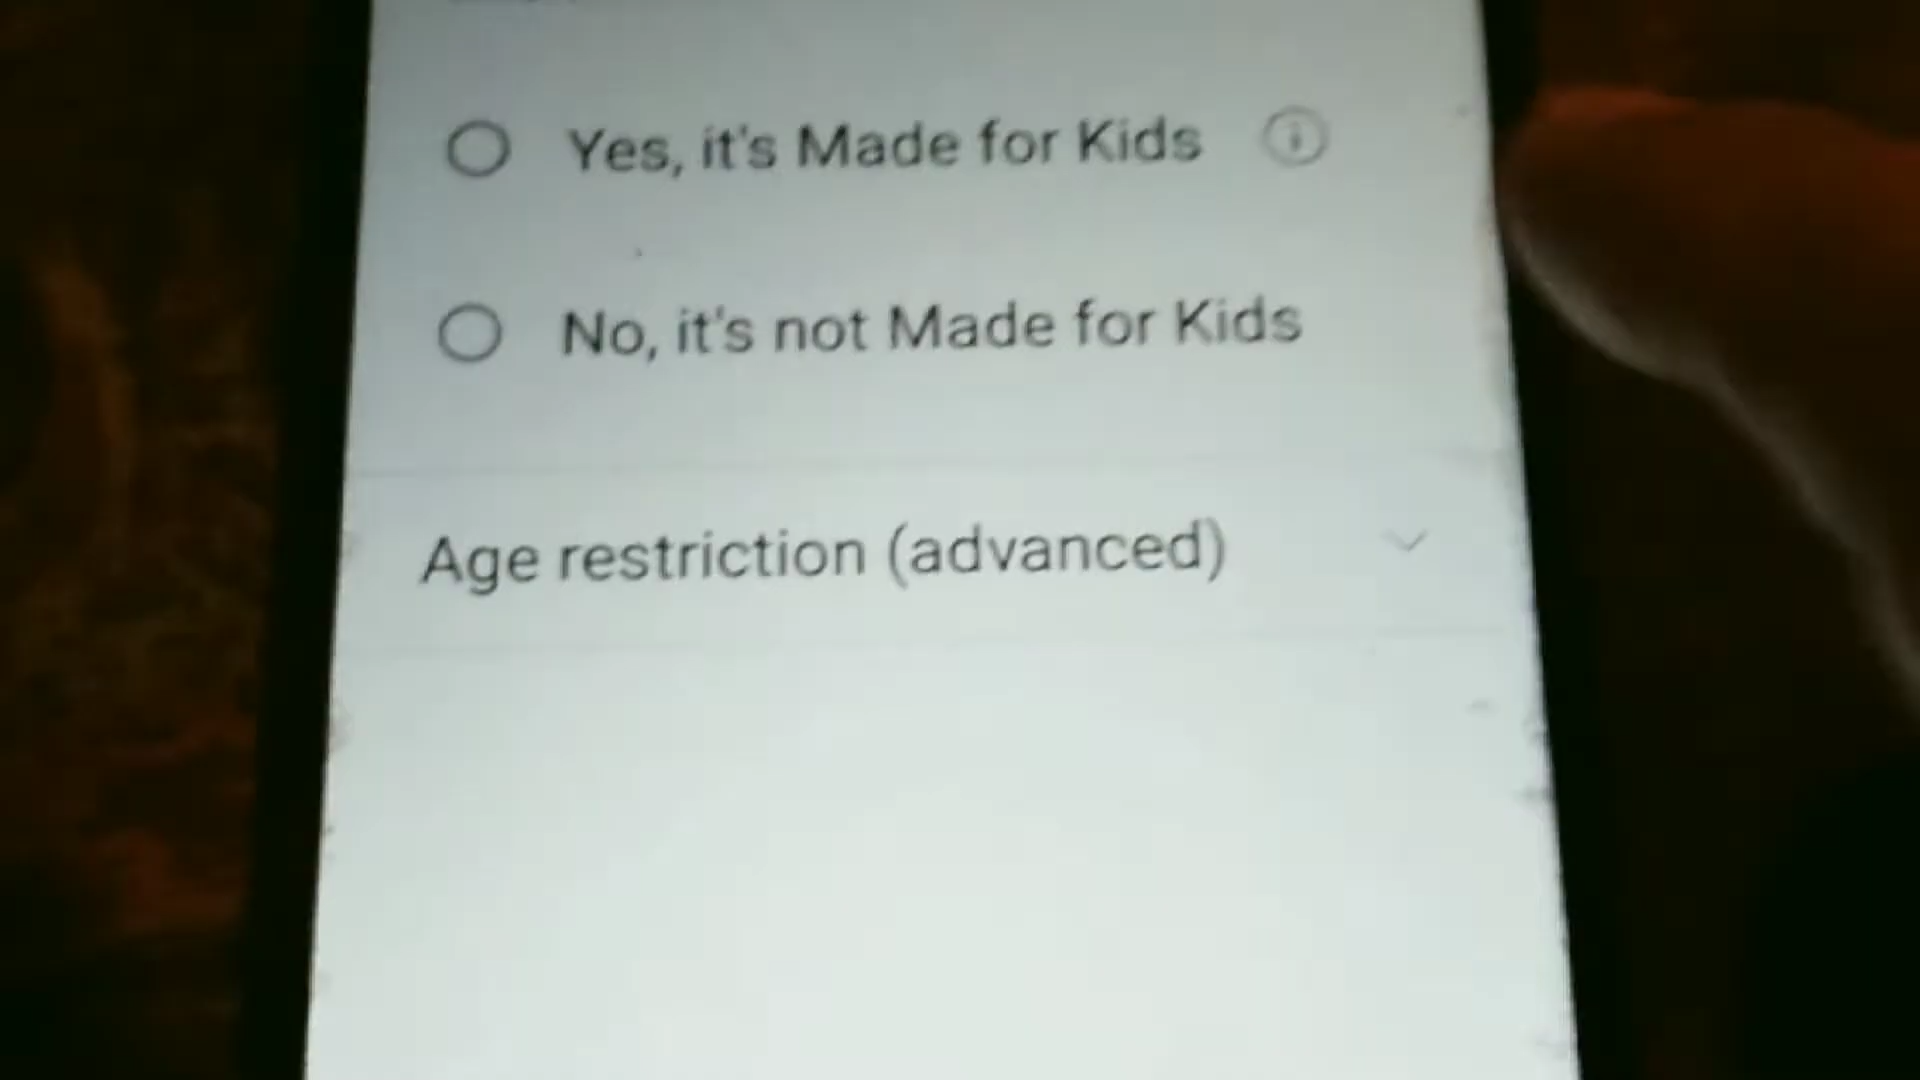 Yes, it's Made for Kids
No, it's not Made for Kids
Age restriction (advanced)